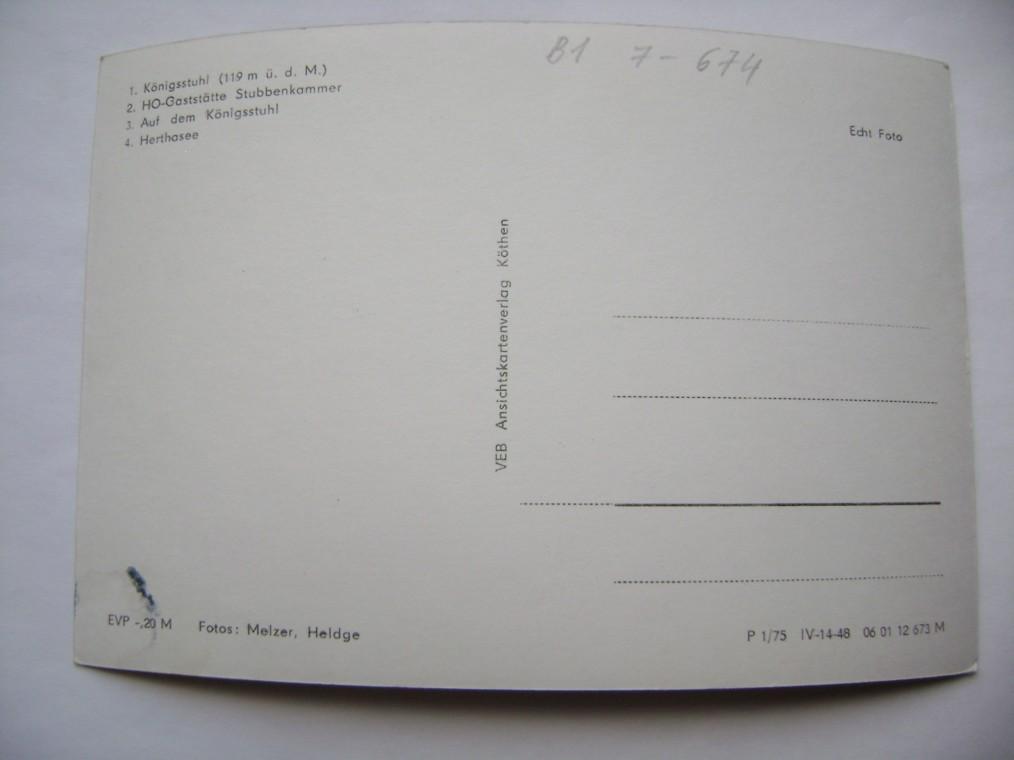 B1 7-674
1. Königsstuhl (119 m ü. d. M.)
2. HO-Gaststätte Stubbenkammer
3. Auf dem Königsstuhl
4. Herthasee
Echt Foto
VEB Ansichtskartenverlag Köthen
EVP -,20 M Fotos: Melzer, Heldge
P 1/75 IV-14-48 06 01 12 673 M